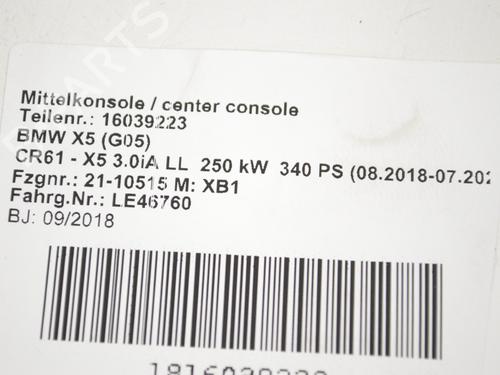 PARTS
Mittelkonsole / center console
Teilenr.: 16039223
BMW X5 (G05)
CR61 - X5 3.0iA LL 250 kW 340 PS (08.2018-07.202
Fzgnr.: 21-10515 M: XB1
Fahrg.Nr.: LE46760
BJ: 09/2018